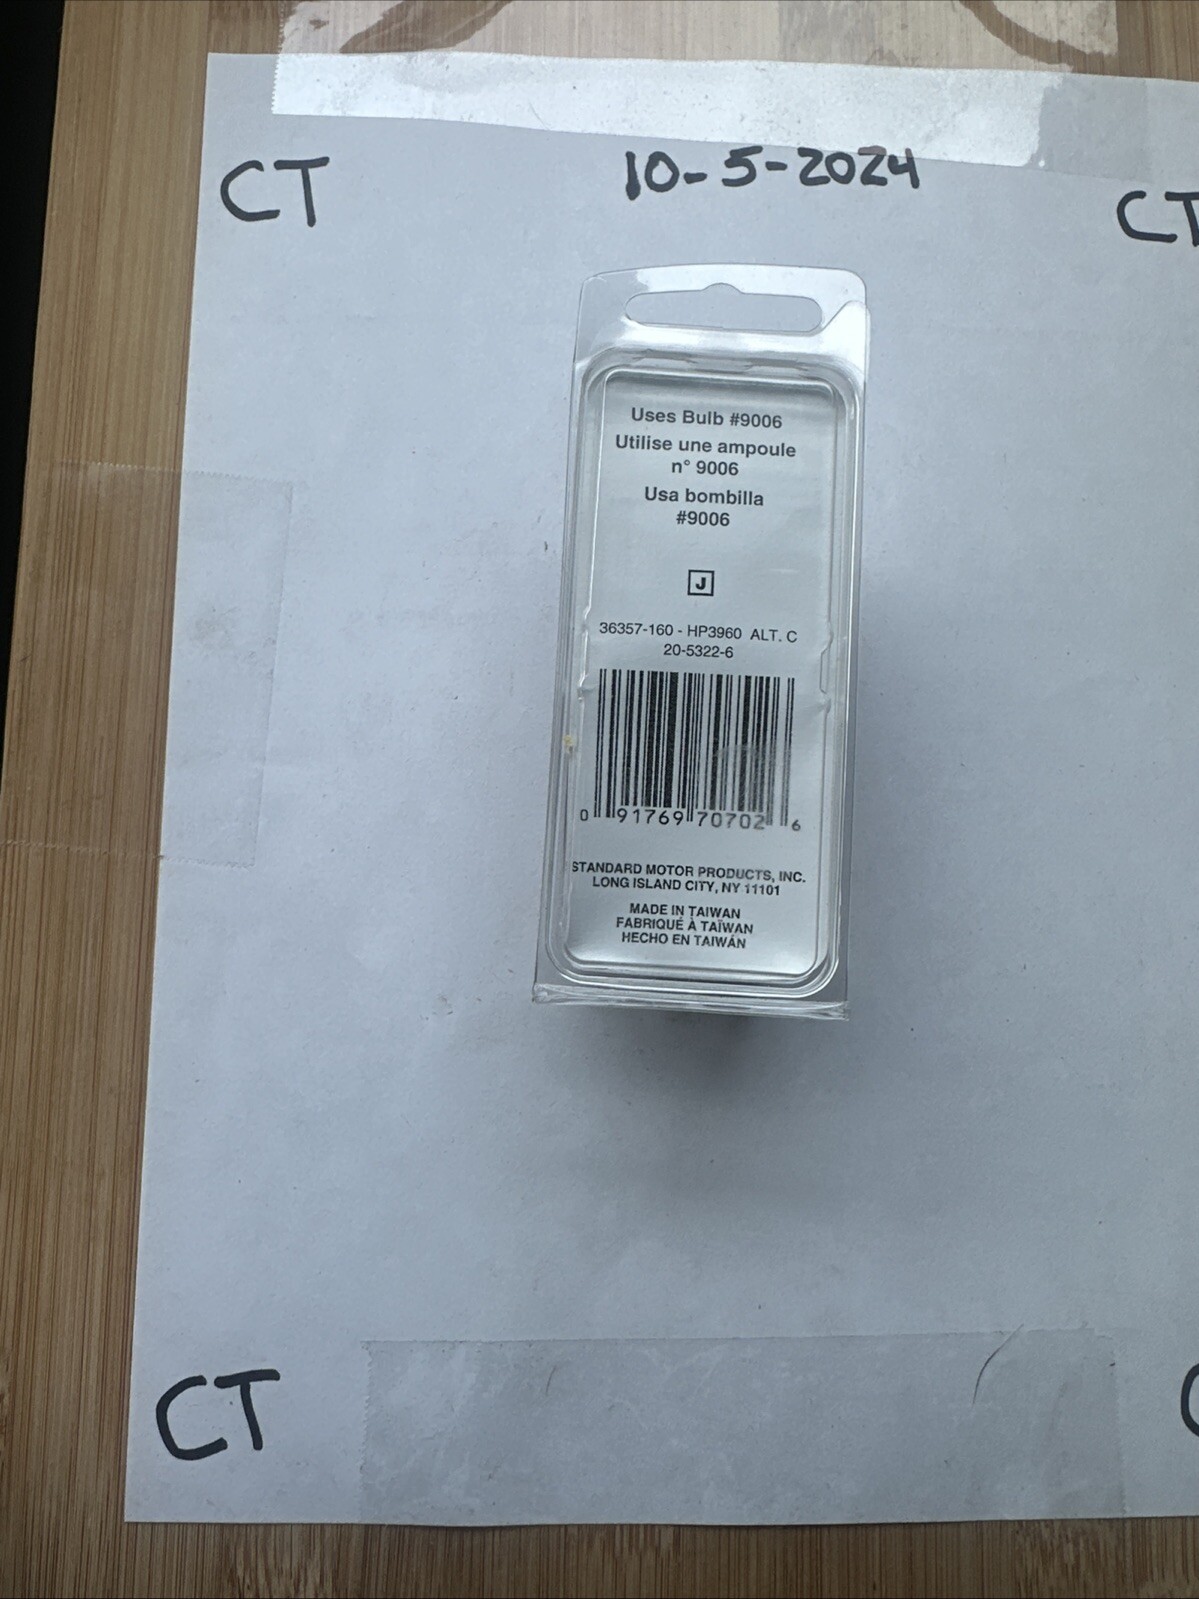 CT
10-5-2024
CT
Uses Bulb #9006
Utilise une ampoule
n° 9006
Usa bombilla
#9006
J
36357-160 - HP3960 ALT. C
20-5322-6
0 91769 70702 6
STANDARD MOTOR PRODUCTS, INC.
LONG ISLAND CITY, NY 11101
MADE IN TAIWAN
FABRIQUÉ À TAÏWAN
HECHO EN TAIWÁN
CT